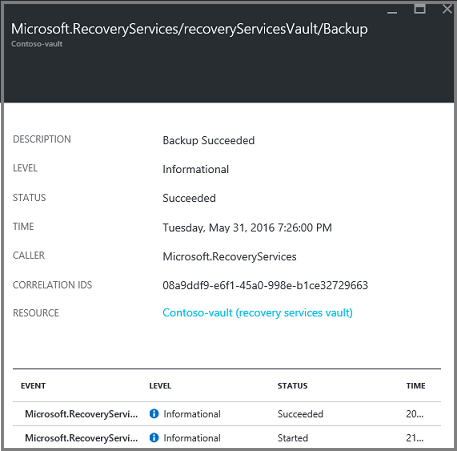 Microsoft.RecoveryServices/recoveryServicesVault/Backup
Contoso-vault
DESCRIPTION Backup Succeeded
LEVEL Informational
STATUS Succeeded
TIME Tuesday, May 31, 2016 7:26:00 PM
CALLER Microsoft.RecoveryServices
CORRELATION IDS 08a9ddf9-e6f1-45a0-998e-b1ce32729663
RESOURCE Contoso-vault (recovery services vault)
EVENT LEVEL STATUS TIME
Microsoft.RecoveryServi... Informational Succeeded 20...
Microsoft.RecoveryServi... Informational Started 21...